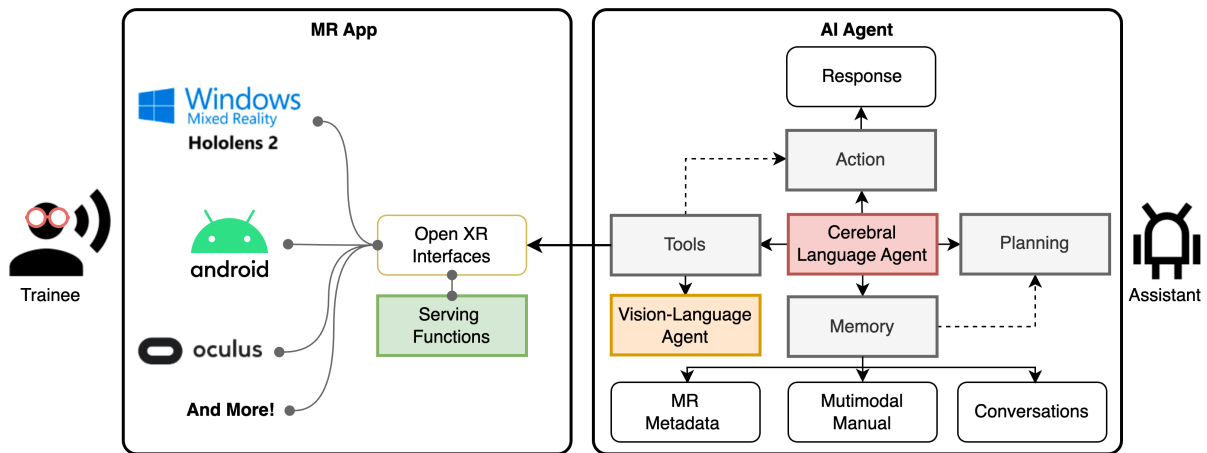 MR App
Windows
Mixed Reality
Hololens 2
android
oculus
And More!
Open XR
Interfaces
Serving
Functions
Trainee
AI Agent
Response
Action
Tools
Cerebral
Language Agent
Planning
Vision-Language
Agent
Memory
MR
Metadata
Mutimodal
Manual
Conversations
Assistant